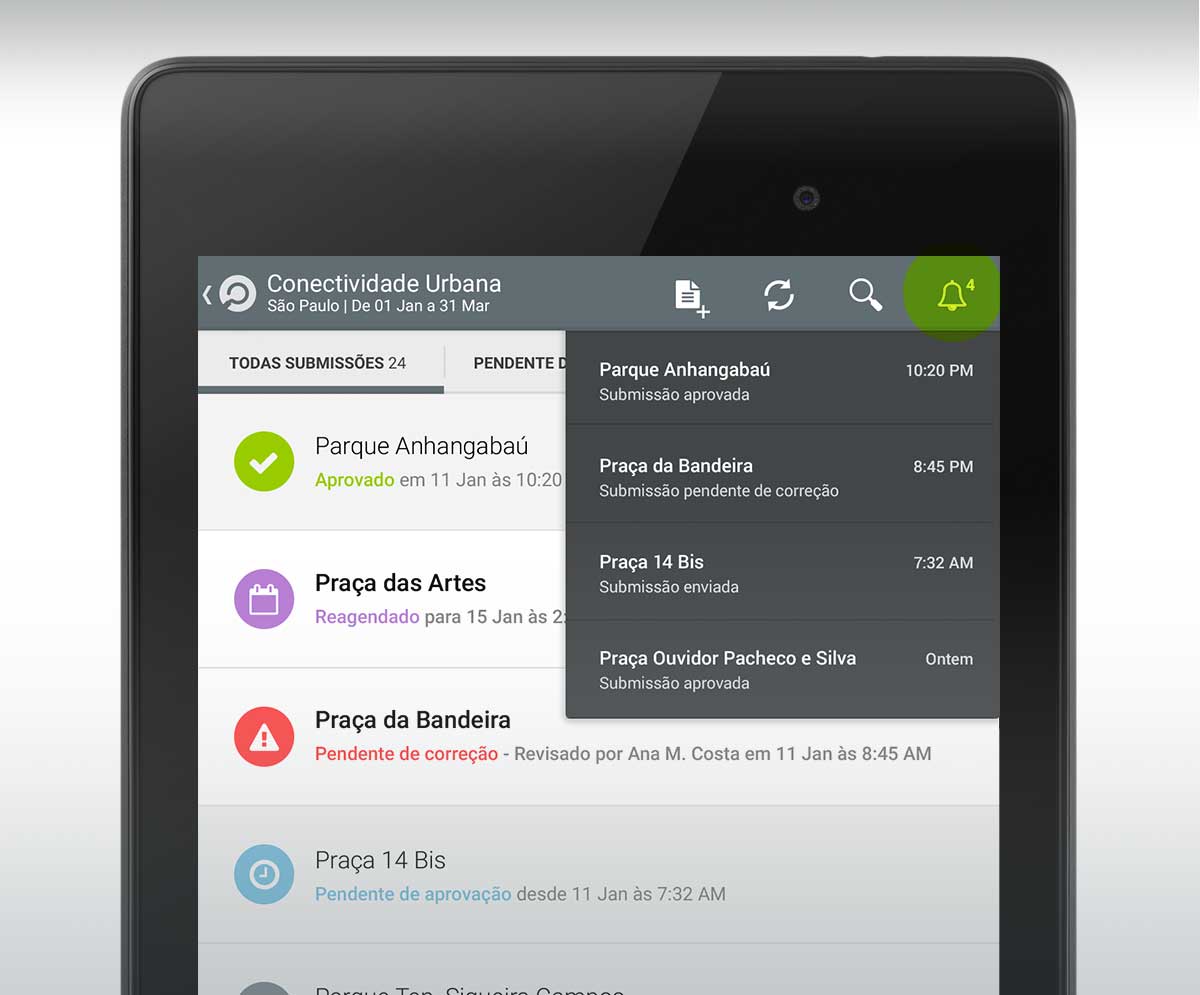 Conectividade Urbana
São Paulo | De 01 Jan a 31 Mar
4
TODAS SUBMISSÕES 24
PENDENTE D
Parque Anhangabaú
Aprovado em 11 Jan às 10:20
Praça das Artes
Reagendado para 15 Jan às 2:
Praça da Bandeira
Pendente de correção - Revisado por Ana M. Costa em 11 Jan às 8:45 AM
Praça 14 Bis
Pendente de aprovação desde 11 Jan às 7:32 AM
Parque Anhangabaú 10:20 PM
Submissão aprovada
Praça da Bandeira 8:45 PM
Submissão pendente de correção
Praça 14 Bis 7:32 AM
Submissão enviada
Praça Ouvidor Pacheco e Silva Ontem
Submissão aprovada